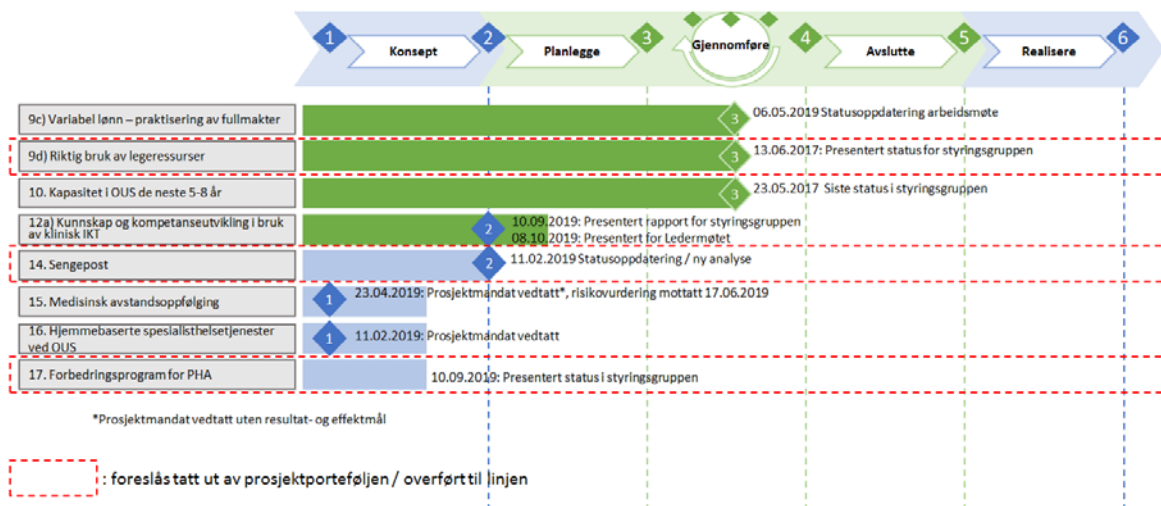 1 Konsept 2 Planlegge 3 Gjennomføre 4 Avslutte 5 Realisere 6
9c) Variabel lønn – praktisering av fullmakter
3
06.05.2019 Statusoppdatering arbeidsmøte
9d) Riktig bruk av legeressurser
3
13.06.2017: Presentert status for styringsgruppen
10. Kapasitet i OUS de neste 5-8 år
3
23.05.2017 Siste status i styringsgruppen
12a) Kunnskap og kompetanseutvikling i bruk
av klinisk IKT
2
10.09.2019: Presentert rapport for styringsgruppen
08.10.2019: Presentert for Ledermøtet
14. Sengepost
2
11.02.2019 Statusoppdatering / ny analyse
15. Medisinsk avstandsoppfølging
1
23.04.2019: Prosjektmandat vedtatt*, risikovurdering mottatt 17.06.2019
16. Hjemmebaserte spesialisthelsetjenester
ved OUS
1
11.02.2019: Prosjektmandat vedtatt
17. Forbedringsprogram for PHA
10.09.2019: Presentert status i styringsgruppen
*Prosjektmandat vedtatt uten resultat- og effektmål
: foreslås tatt ut av prosjektporteføljen / overført til linjen